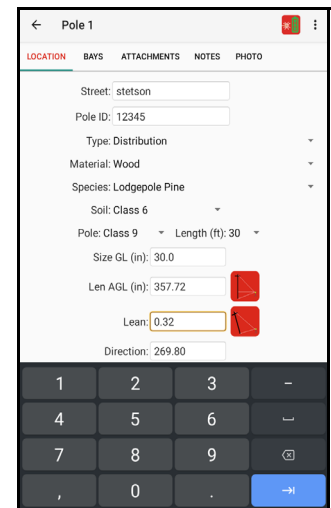 Pole 1
LOCATION BAYS ATTACHMENTS NOTES PHOTO
Street: stetson
Pole ID: 12345
Type: Distribution
Material: Wood
Species: Lodgepole Pine
Soil: Class 6
Pole: Class 9 Length (ft): 30
Size GL (in): 30.0
Len AGL (in): 357.72
Lean: 0.32
Direction: 269.80
1 2 3 –
4 5 6
7 8 9
, 0 .